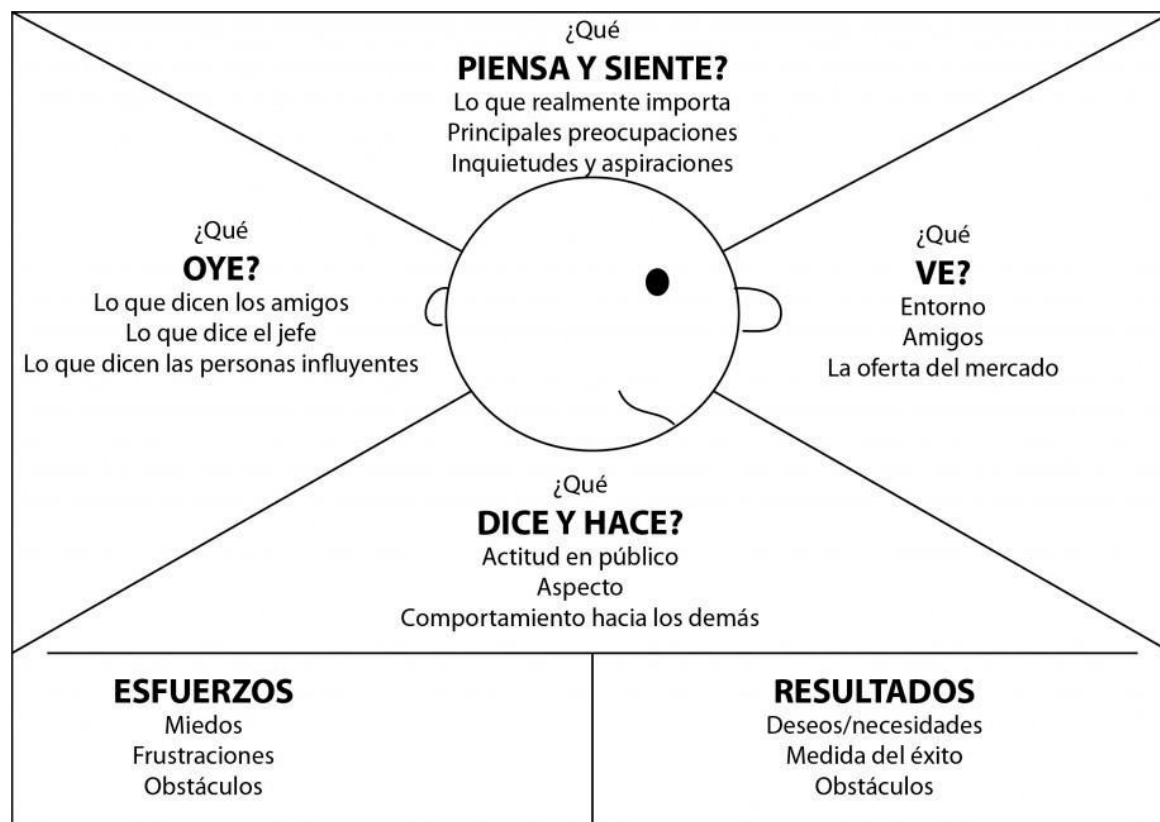 ¿Qué
PIENSA Y SIENTE?
Lo que realmente importa
Principales preocupaciones
Inquietudes y aspiraciones
¿Qué
OYE?
Lo que dicen los amigos
Lo que dice el jefe
Lo que dicen las personas influyentes
¿Qué
VE?
Entorno
Amigos
La oferta del mercado
¿Qué
DICE Y HACE?
Actitud en público
Aspecto
Comportamiento hacia los demás
ESFUERZOS
Miedos
Frustraciones
Obstáculos
RESULTADOS
Deseos/necesidades
Medida del éxito
Obstáculos